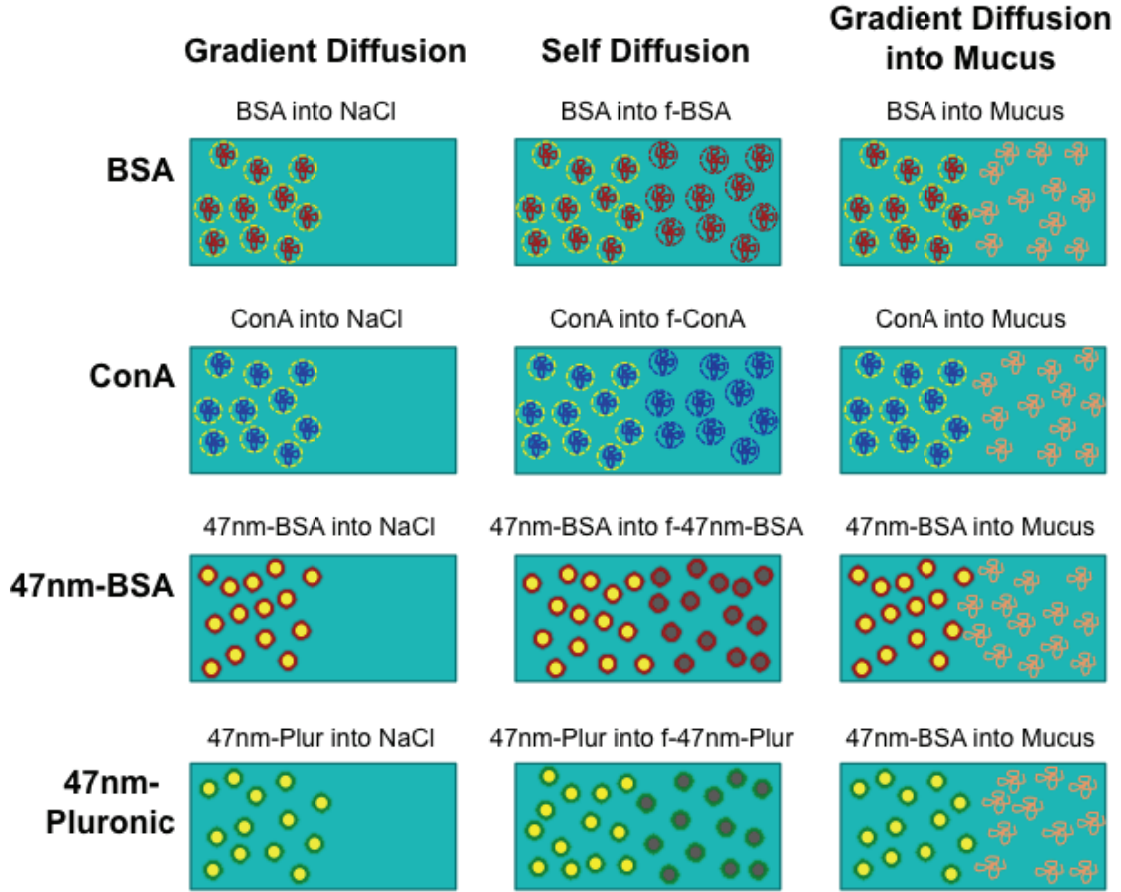 Gradient Diffusion
Self Diffusion
Gradient Diffusion
into Mucus
BSA
BSA into NaCl
BSA into f-BSA
BSA into Mucus
ConA
ConA into NaCl
ConA into f-ConA
ConA into Mucus
47nm-BSA
47nm-BSA into NaCl
47nm-BSA into f-47nm-BSA
47nm-BSA into Mucus
47nm-
Pluronic
47nm-Plur into NaCl
47nm-Plur into f-47nm-Plur
47nm-BSA into Mucus